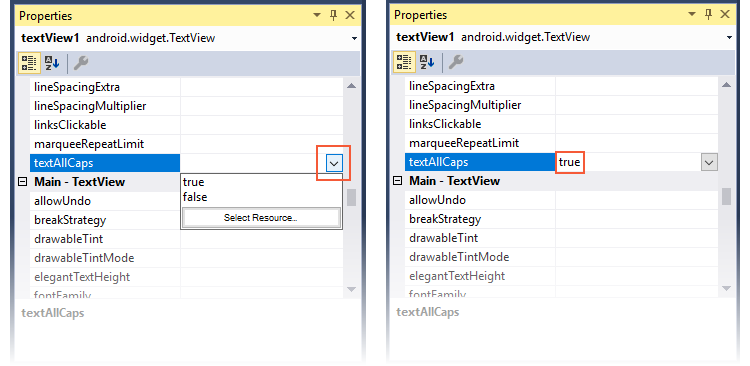 Properties
textView1 android.widget.TextView
lineSpacingExtra
lineSpacingMultiplier
linksClickable
marqueeRepeatLimit
textAllCaps
true
false
Select Resource...
Main - TextView
allowUndo
breakStrategy
drawableTint
drawableTintMode
elegantTextHeight
fontFamily
textAllCaps
Properties
textView1 android.widget.TextView
lineSpacingExtra
lineSpacingMultiplier
linksClickable
marqueeRepeatLimit
textAllCaps true
Main - TextView
allowUndo
breakStrategy
drawableTint
drawableTintMode
elegantTextHeight
fontFamily
textAllCaps